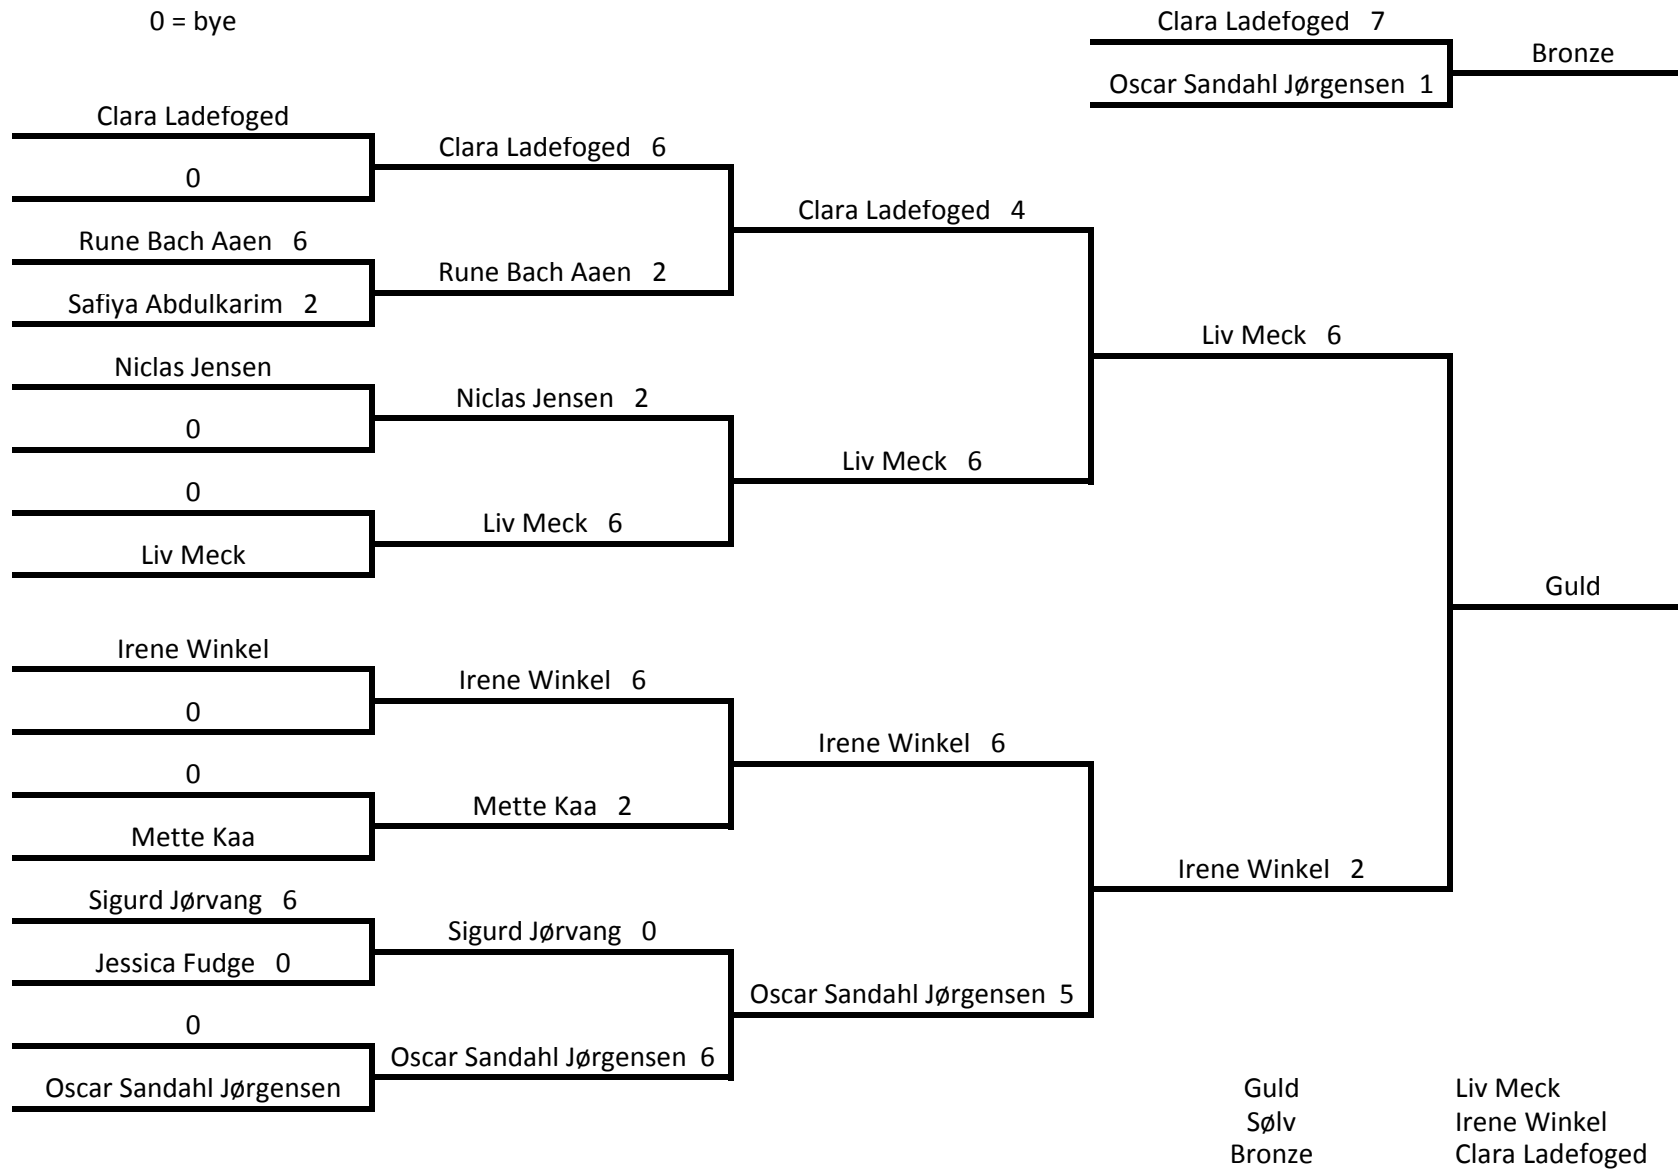 0 = bye
Clara Ladefoged 7
Bronze
Oscar Sandahl Jørgensen 1
Clara Ladefoged
0
Rune Bach Aaen 6
Safiya Abdulkarim 2
Niclas Jensen
0
0
Liv Meck
Irene Winkel
0
0
Mette Kaa
Sigurd Jørvang 6
Jessica Fudge 0
0
Oscar Sandahl Jørgensen
Clara Ladefoged 6
Rune Bach Aaen 2
Niclas Jensen 2
Liv Meck 6
Irene Winkel 6
Mette Kaa 2
Sigurd Jørvang 0
Oscar Sandahl Jørgensen 6
Clara Ladefoged 4
Liv Meck 6
Irene Winkel 6
Oscar Sandahl Jørgensen 5
Liv Meck 6
Irene Winkel 2
Guld
Guld Liv Meck
Sølv Irene Winkel
Bronze Clara Ladefoged